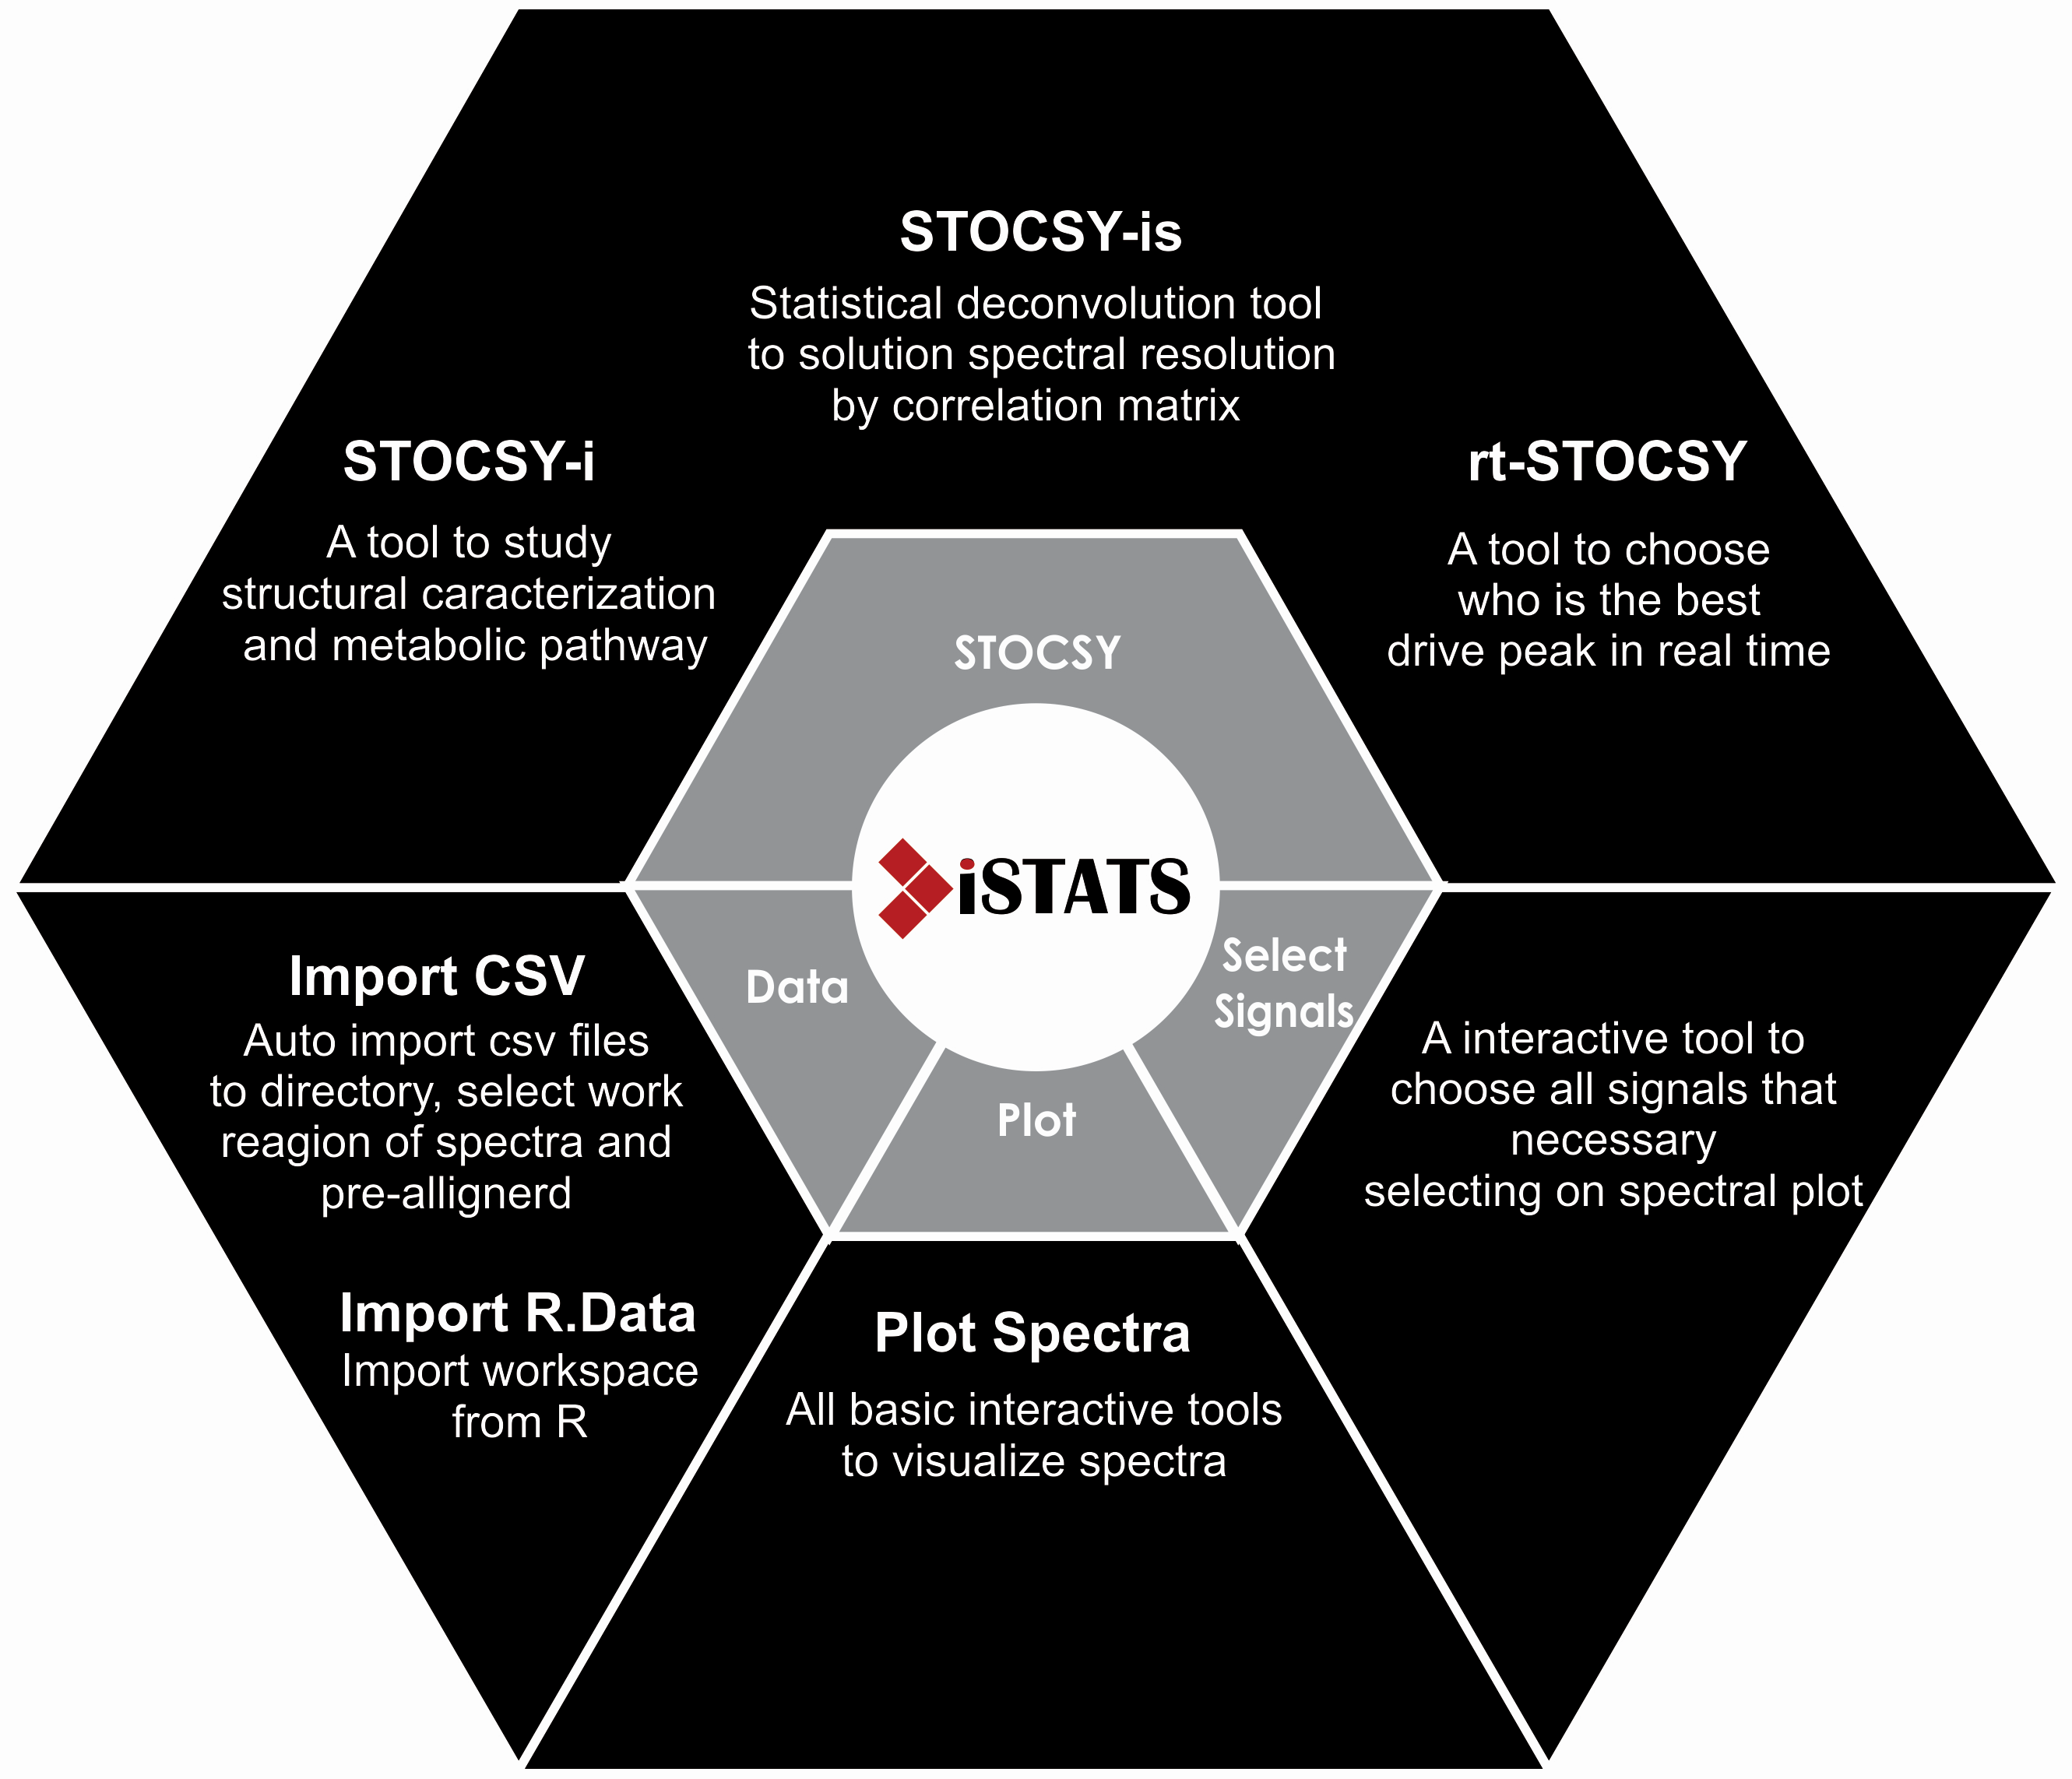 STOCSY-is
Statistical deconvolution tool
to solution spectral resolution
by correlation matrix
STOCSY-i
A tool to study
structural caracterization
and metabolic pathway
rt-STOCSY
A tool to choose
who is the best
drive peak in real time
STOCSY
iSTATS
Data
Select
Signals
Plot
Import CSV
Auto import csv files
to directory, select work
reagion of spectra and
pre-allignerd
Import R.Data
Import workspace
from R
Plot Spectra
All basic interactive tools
to visualize spectra
A interactive tool to
choose all signals that
necessary
selecting on spectral plot